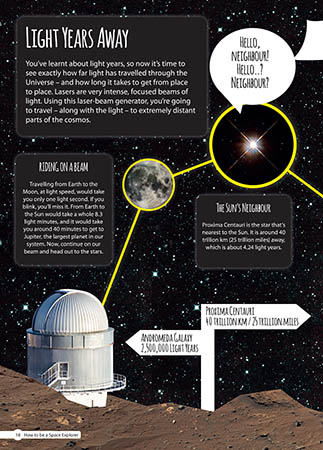 LIGHT YEARS AWAY
You've learnt about light years, so now it's time to
see exactly how far light has travelled through the
Universe – and how long it takes to get from place
to place. Lasers are very intense, focused beams of
light. Using this laser-beam generator, you're going
to travel – along with the light – to extremely distant
parts of the cosmos.
HELLO,
NEIGHBOUR!
HELLO...?
NEIGHBOUR?
RIDING ON A BEAM
Travelling from Earth to the
Moon, at light speed, would take
you only one light second. If you
blink, you'll miss it. From Earth to
the Sun would take a whole 8.3
light minutes, and it would take
you around 40 minutes to get to
Jupiter, the largest planet in our
system. Now, continue on our
beam and head out to the stars.
THE SUN'S NEIGHBOUR
Proxima Centauri is the star that's
nearest to the Sun. It is around 40
trillion km (25 trillion miles) away,
which is about 4.24 light years.
PROXIMA CENTAURI
40 TRILLION KM / 25 TRILLION MILES
ANDROMEDA GALAXY
2,500,000 LIGHT YEARS
18 How to be a Space Explorer